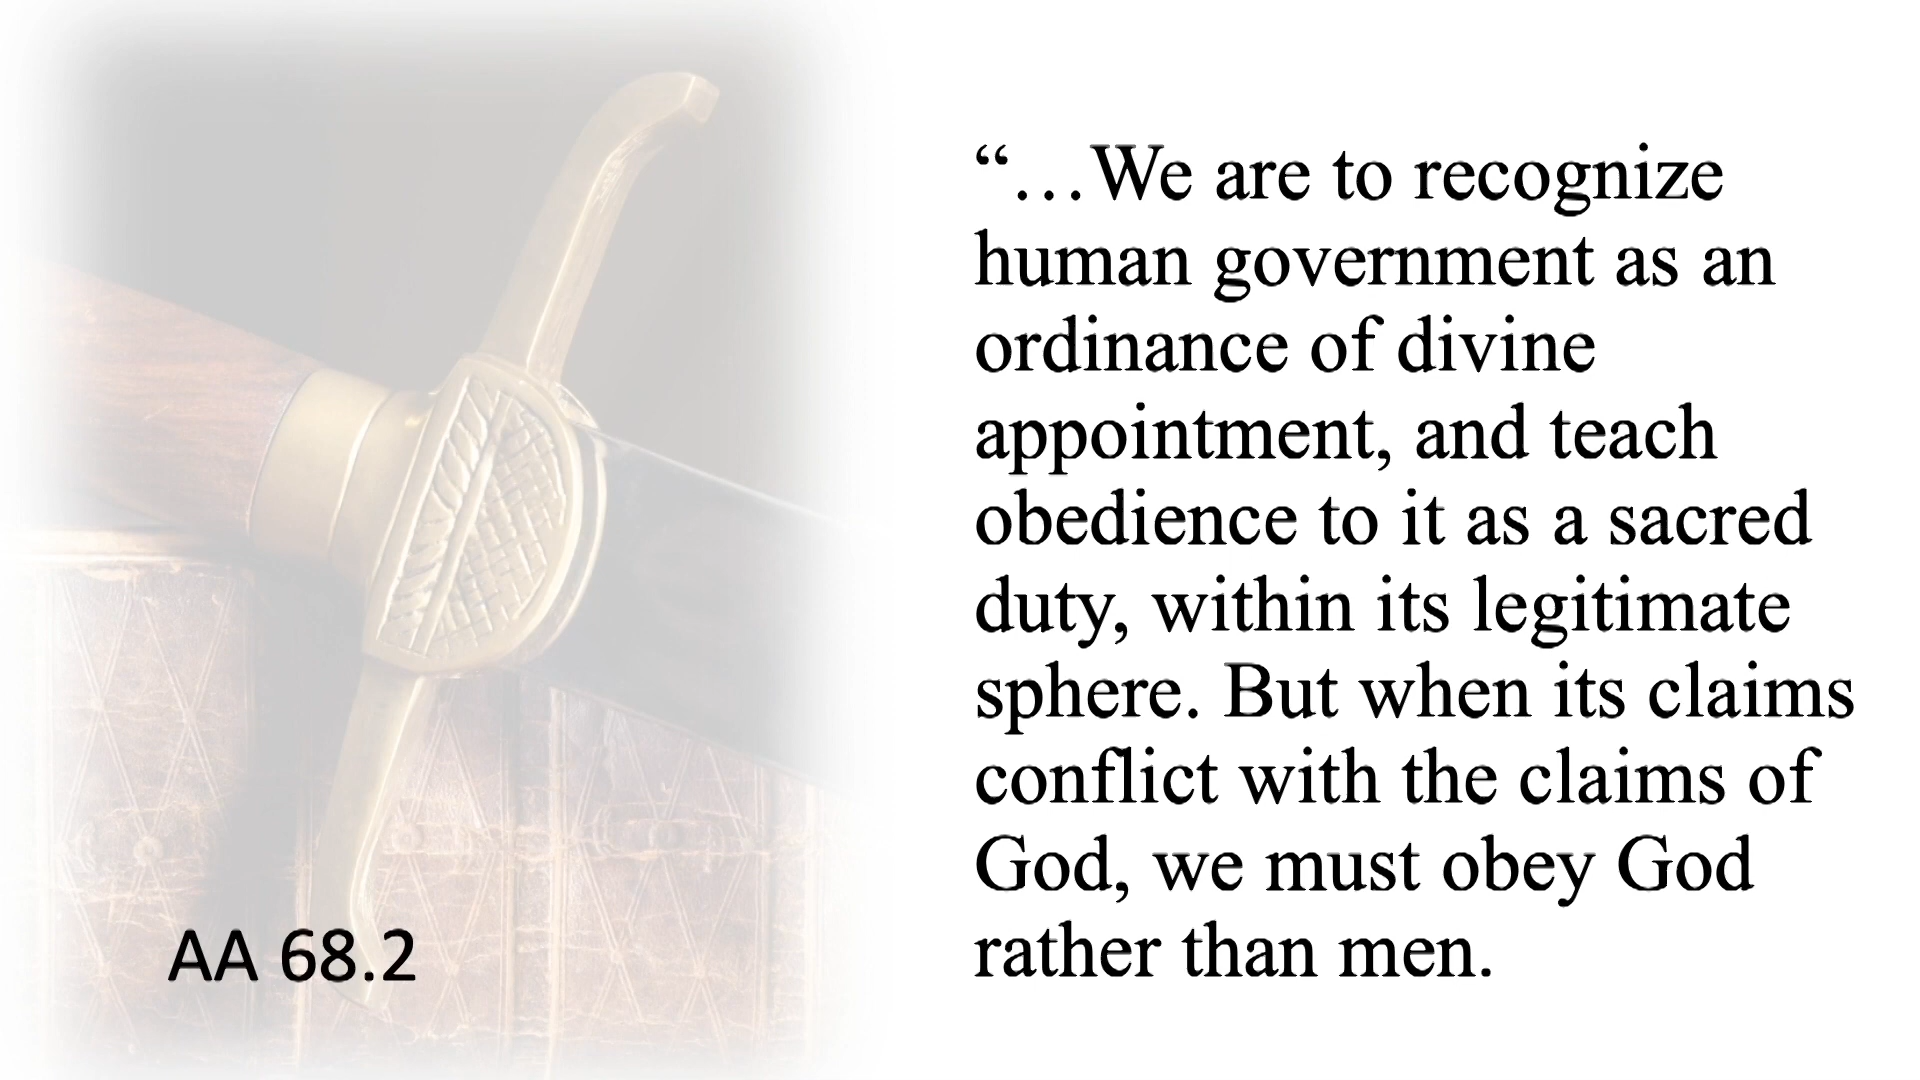 “…We are to recognize
human government as an
ordinance of divine
appointment, and teach
obedience to it as a sacred
duty, within its legitimate
sphere. But when its claims
conflict with the claims of
God, we must obey God
rather than men.
AA 68.2